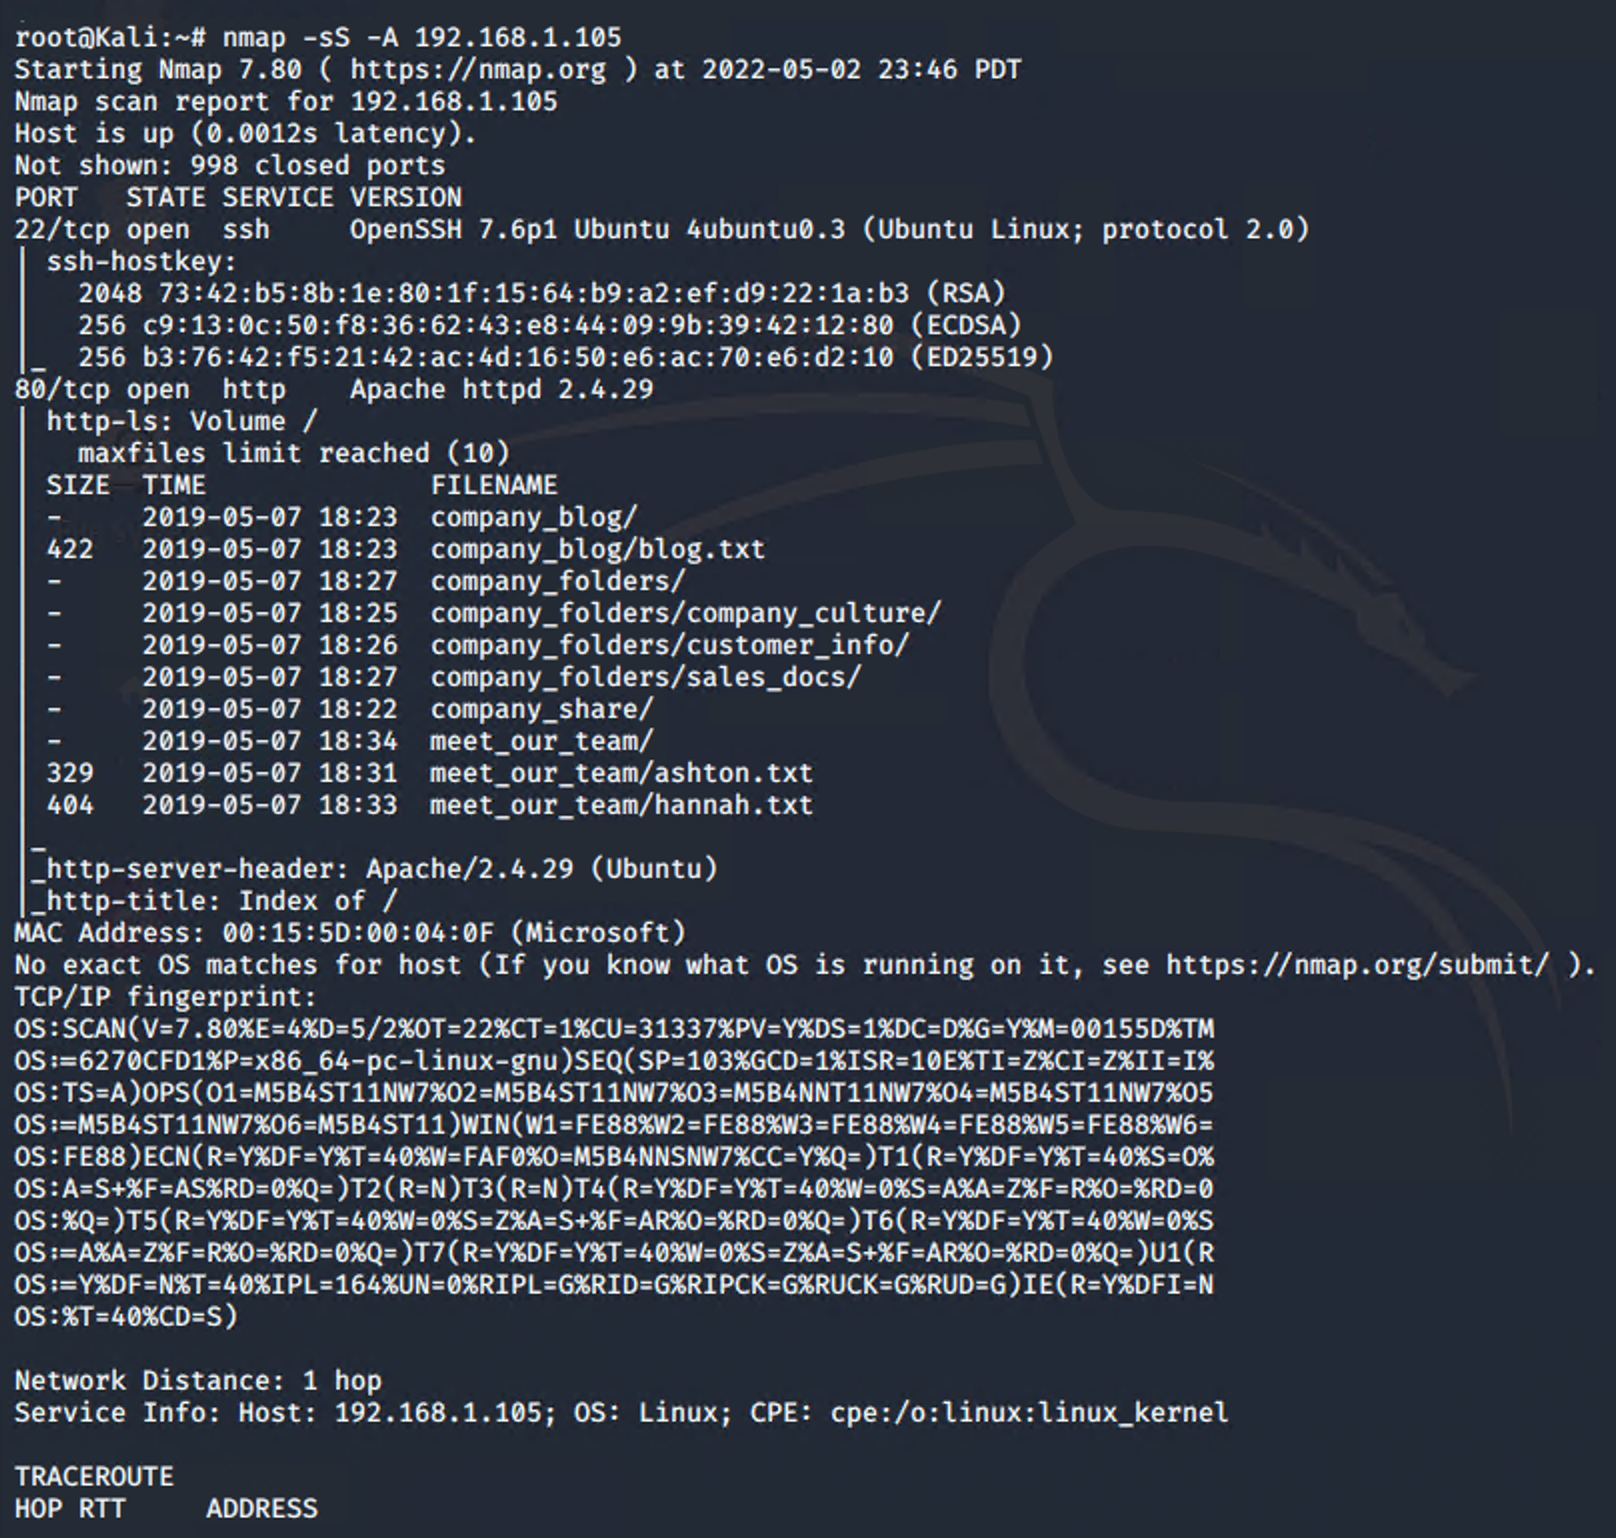 root@Kali:~# nmap -sS -A 192.168.1.105
Starting Nmap 7.80 ( https://nmap.org ) at 2022-05-02 23:46 PDT
Nmap scan report for 192.168.1.105
Host is up (0.0012s latency).
Not shown: 998 closed ports
PORT   STATE SERVICE VERSION
22/tcp open  ssh     OpenSSH 7.6p1 Ubuntu 4ubuntu0.3 (Ubuntu Linux; protocol 2.0)
| ssh-hostkey:
|   2048 73:42:b5:8b:1e:80:1f:15:64:b9:a2:ef:d9:22:1a:b3 (RSA)
|   256 c9:13:0c:50:f8:36:62:43:e8:44:09:9b:39:42:12:80 (ECDSA)
|_  256 b3:76:42:f5:21:42:ac:4d:16:50:e6:ac:70:e6:d2:10 (ED25519)
80/tcp open  http    Apache httpd 2.4.29
| http-ls: Volume /
|   maxfiles limit reached (10)
| SIZE  TIME              FILENAME
| -     2019-05-07 18:23  company_blog/
| 422   2019-05-07 18:23  company_blog/blog.txt
| -     2019-05-07 18:27  company_folders/
| -     2019-05-07 18:25  company_folders/company_culture/
| -     2019-05-07 18:26  company_folders/customer_info/
| -     2019-05-07 18:27  company_folders/sales_docs/
| -     2019-05-07 18:22  company_share/
| -     2019-05-07 18:34  meet_our_team/
| 329   2019-05-07 18:31  meet_our_team/ashton.txt
| 404   2019-05-07 18:33  meet_our_team/hannah.txt
|_
|_http-server-header: Apache/2.4.29 (Ubuntu)
|_http-title: Index of /
MAC Address: 00:15:5D:00:04:0F (Microsoft)
No exact OS matches for host (If you know what OS is running on it, see https://nmap.org/submit/ ).
TCP/IP fingerprint:
OS:SCAN(V=7.80%E=4%D=5/2%OT=22%CT=1%CU=31337%PV=Y%DS=1%DC=D%G=Y%M=00155D%TM
OS:=6270CFD1%P=x86_64-pc-linux-gnu)SEQ(SP=103%GCD=1%ISR=10E%TI=Z%CI=Z%II=I%
OS:TS=A)OPS(O1=M5B4ST11NW7%O2=M5B4ST11NW7%O3=M5B4NNT11NW7%O4=M5B4ST11NW7%O5
OS:=M5B4ST11NW7%O6=M5B4ST11)WIN(W1=FE88%W2=FE88%W3=FE88%W4=FE88%W5=FE88%W6=
OS:FE88)ECN(R=Y%DF=Y%T=40%W=FAF0%O=M5B4NNSNW7%CC=Y%Q=)T1(R=Y%DF=Y%T=40%S=O%
OS:A=S+%F=AS%RD=0%Q=)T2(R=N)T3(R=N)T4(R=Y%DF=Y%T=40%W=0%S=A%A=Z%F=R%O=%RD=0
OS:%Q=)T5(R=Y%DF=Y%T=40%W=0%S=Z%A=S+%F=AR%O=%RD=0%Q=)T6(R=Y%DF=Y%T=40%W=0%S
OS:=A%A=Z%F=R%O=%RD=0%Q=)T7(R=Y%DF=Y%T=40%W=0%S=Z%A=S+%F=AR%O=%RD=0%Q=)U1(R
OS:=Y%DF=N%T=40%IPL=164%UN=0%RIPL=G%RID=G%RIPCK=G%RUCK=G%RUD=G)IE(R=Y%DFI=N
OS:%T=40%CD=S)
Network Distance: 1 hop
Service Info: Host: 192.168.1.105; OS: Linux; CPE: cpe:/o:linux:linux_kernel
TRACEROUTE
HOP RTT     ADDRESS